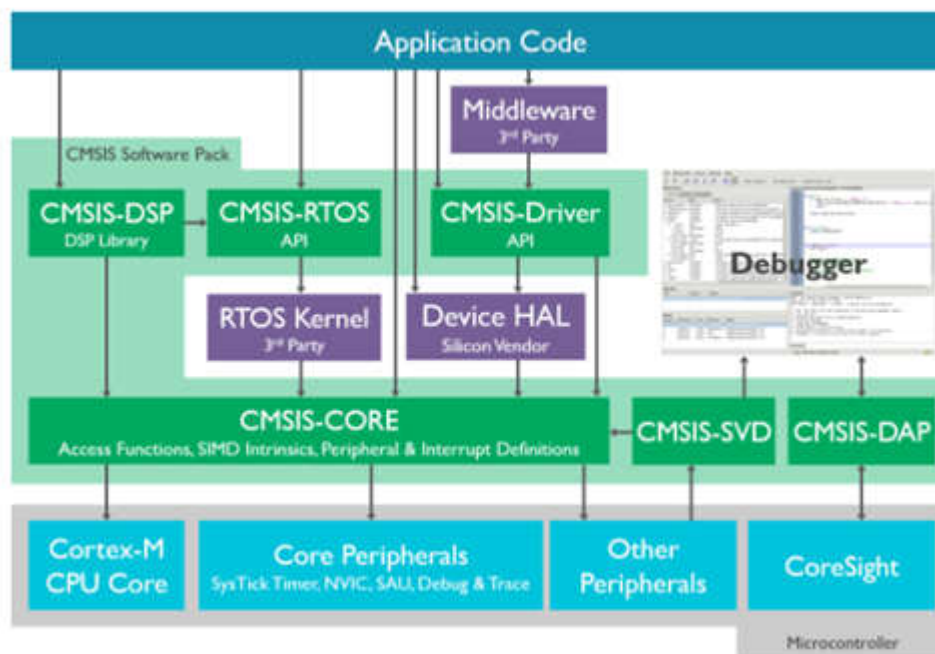 Application Code
Middleware
3rd Party
CMSIS Software Pack
CMSIS-DSP
DSP Library
CMSIS-RTOS
API
CMSIS-Driver
API
Debugger
RTOS Kernel
3rd Party
Device HAL
Silicon Vendor
CMSIS-CORE
Access Functions, SIMD Intrinsics, Peripheral & Interrupt Definitions
CMSIS-SVD
CMSIS-DAP
Cortex-M
CPU Core
Core Peripherals
SysTick Timer, NVIC, SAU, Debug & Trace
Other
Peripherals
CoreSight
Microcontroller